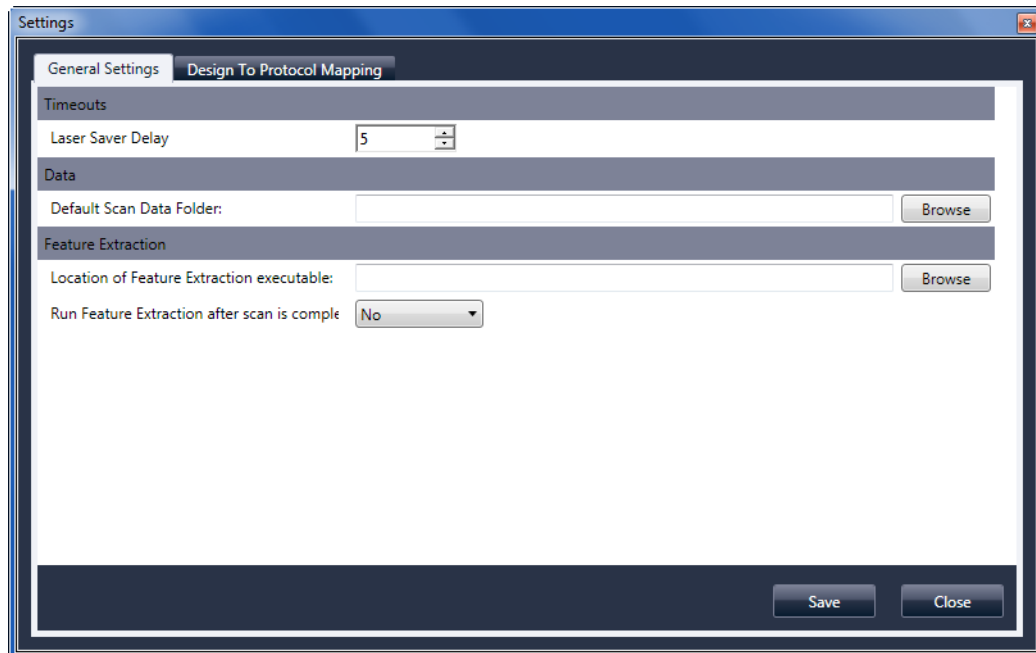 Settings
General Settings Design To Protocol Mapping
Timeouts
Laser Saver Delay 5
Data
Default Scan Data Folder: Browse
Feature Extraction
Location of Feature Extraction executable: Browse
Run Feature Extraction after scan is comple No
Save Close